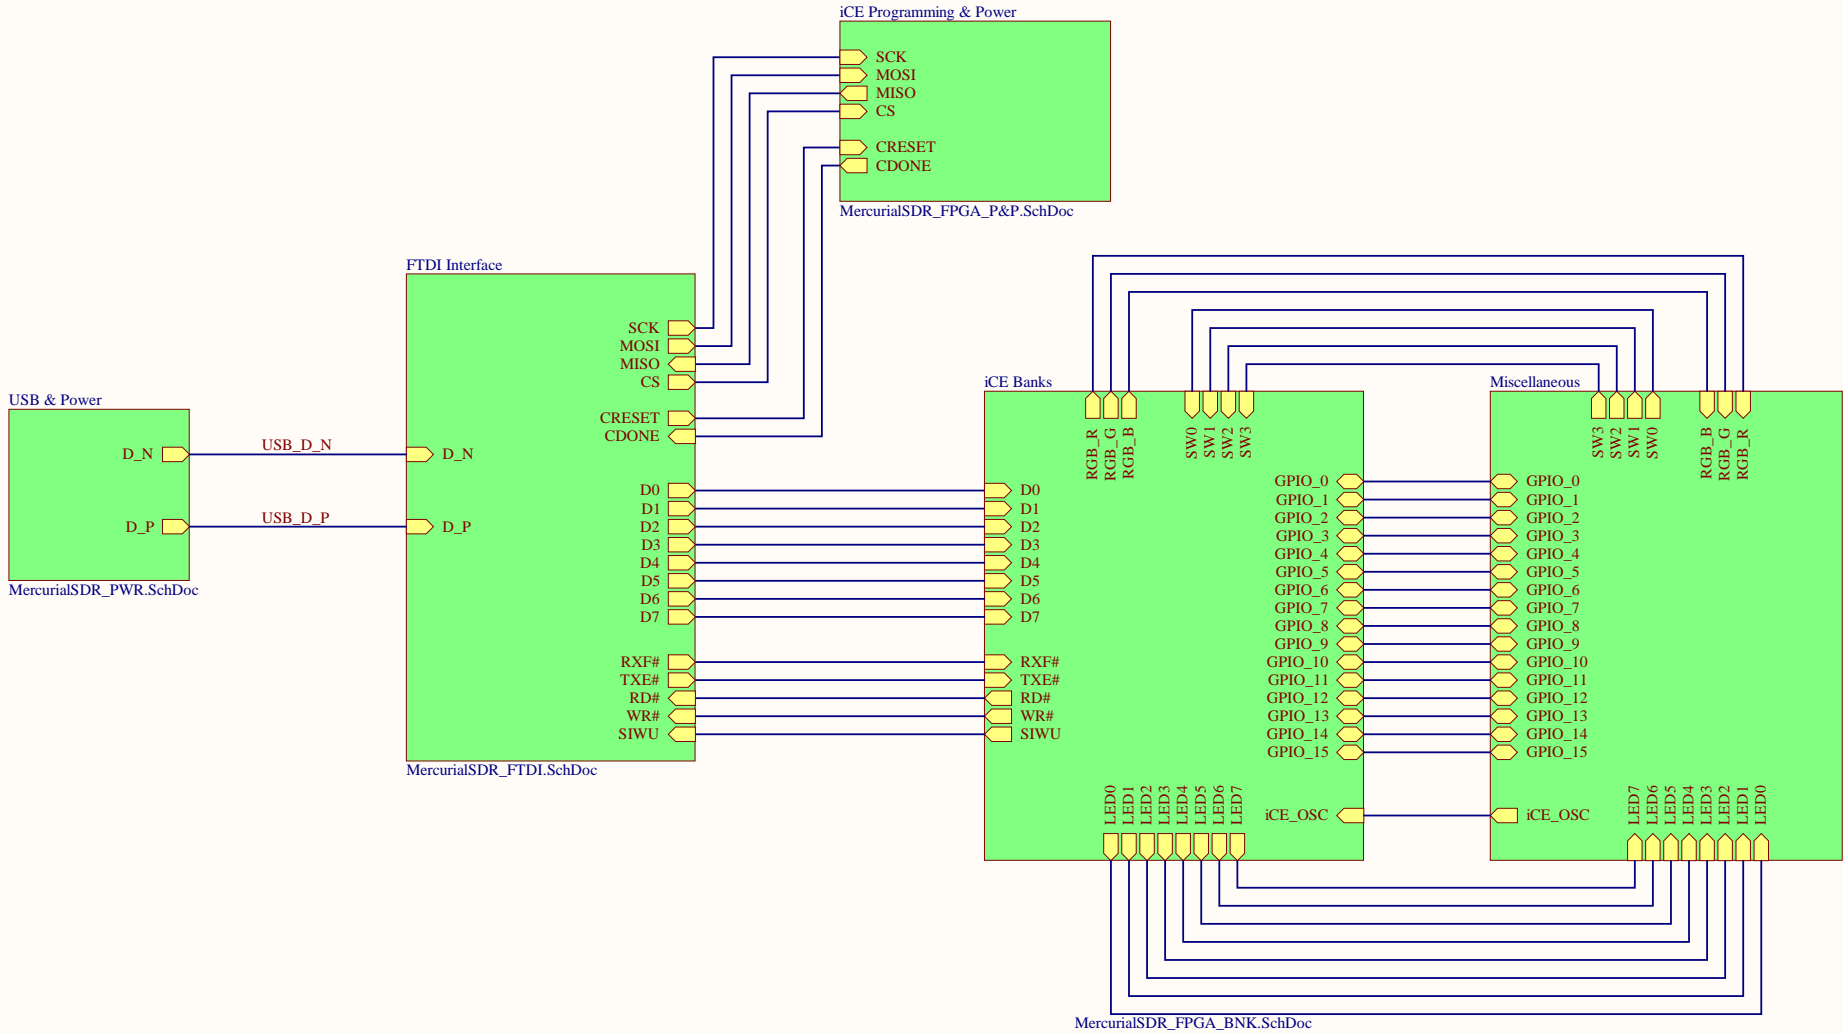 iCE Programming & Power
SCK
MOSI
MISO
CS
CRESET
CDONE
MercurialSDR_FPGA_P&P.SchDoc
FTDI Interface
SCK
MOSI
MISO
CS
CRESET
CDONE
D_N
D_P
D0
D1
D2
D3
D4
D5
D6
D7
RXF#
TXE#
RD#
WR#
SIWU
MercurialSDR_FTDI.SchDoc
USB & Power
D_N
D_P
MercurialSDR_PWR.SchDoc
USB_D_N
USB_D_P
iCE Banks
RGB_R
RGB_G
RGB_B
SW0
SW1
SW2
SW3
D0
D1
D2
D3
D4
D5
D6
D7
RXF#
TXE#
RD#
WR#
SIWU
GPIO_0
GPIO_1
GPIO_2
GPIO_3
GPIO_4
GPIO_5
GPIO_6
GPIO_7
GPIO_8
GPIO_9
GPIO_10
GPIO_11
GPIO_12
GPIO_13
GPIO_14
GPIO_15
iCE_OSC
LED0
LED1
LED2
LED3
LED4
LED5
LED6
LED7
Miscellaneous
SW3
SW2
SW1
SW0
RGB_B
RGB_G
RGB_R
GPIO_0
GPIO_1
GPIO_2
GPIO_3
GPIO_4
GPIO_5
GPIO_6
GPIO_7
GPIO_8
GPIO_9
GPIO_10
GPIO_11
GPIO_12
GPIO_13
GPIO_14
GPIO_15
iCE_OSC
LED7
LED6
LED5
LED4
LED3
LED2
LED1
LED0
MercurialSDR_FPGA_BNK.SchDoc